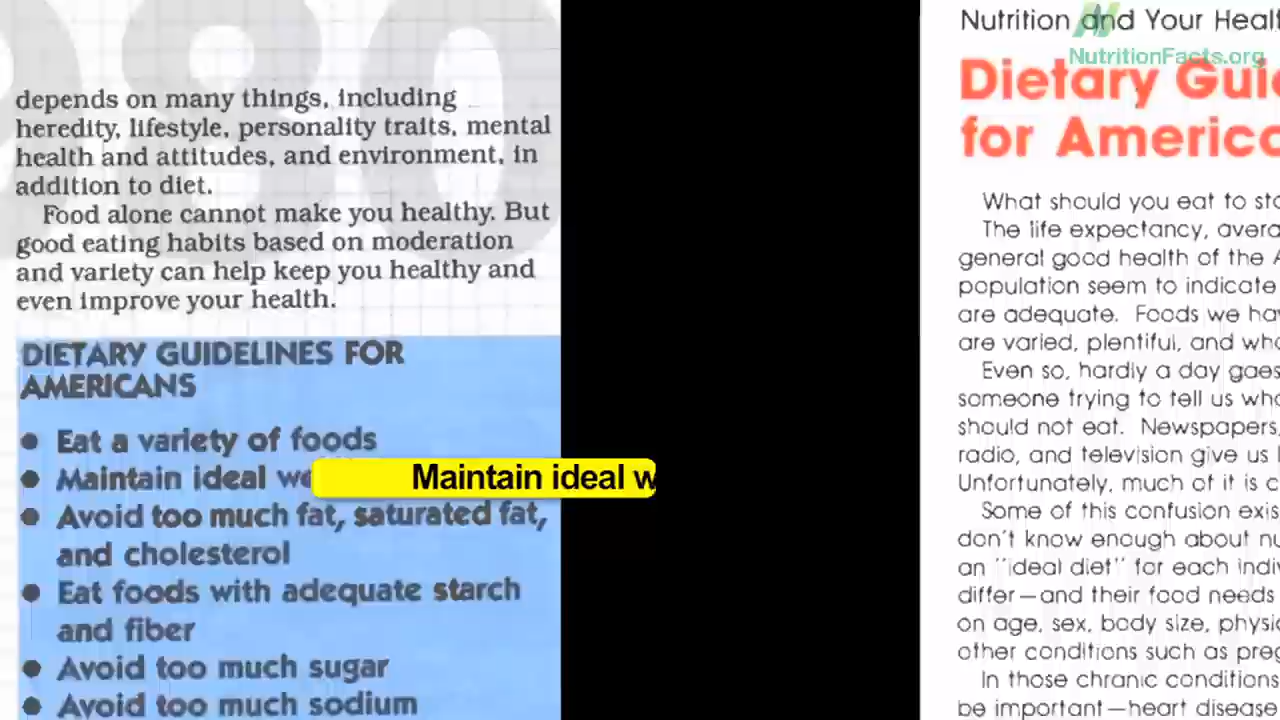 depends on many things, including
heredity, lifestyle, personality traits, mental
health and attitudes, and environment, in
addition to diet.
Food alone cannot make you healthy. But
good eating habits based on moderation
and variety can help keep you healthy and
even improve your health.
DIETARY GUIDELINES FOR
AMERICANS
● Eat a variety of foods
● Maintain ideal we
Maintain ideal w
● Avoid too much fat, saturated fat,
and cholesterol
● Eat foods with adequate starch
and fiber
● Avoid too much sugar
● Avoid too much sodium
Nutrition and Your Healt
NutritionFacts.org
Dietary Guid
for America
What should you eat to sta
The life expectancy, avera
general good health of the A
population seem to indicate
are adequate. Foods we hav
are varied, plentiful, and who
Even so, hardly a day goes
someone trying to tell us wha
should not eat. Newspapers,
radio, and television give us l
Unfortunately, much of it is c
Some of this confusion exis
don't know enough about nu
an "ideal diet" for each indiv
differ—and their food needs
on age, sex, body size, physic
other conditions such as preg
In those chronic conditions
be important—heart disease